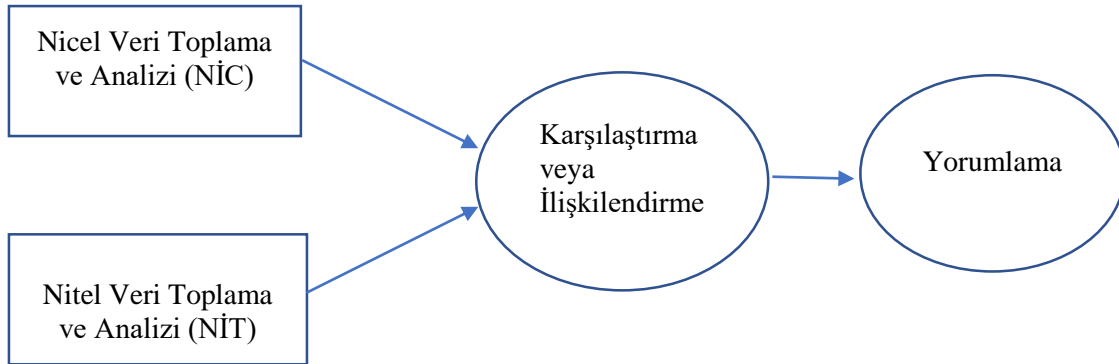 Nicel Veri Toplama
ve Analizi (NİC)
Karşılaştırma
veya
İlişkilendirme
Yorumlama
Nitel Veri Toplama
ve Analizi (NİT)